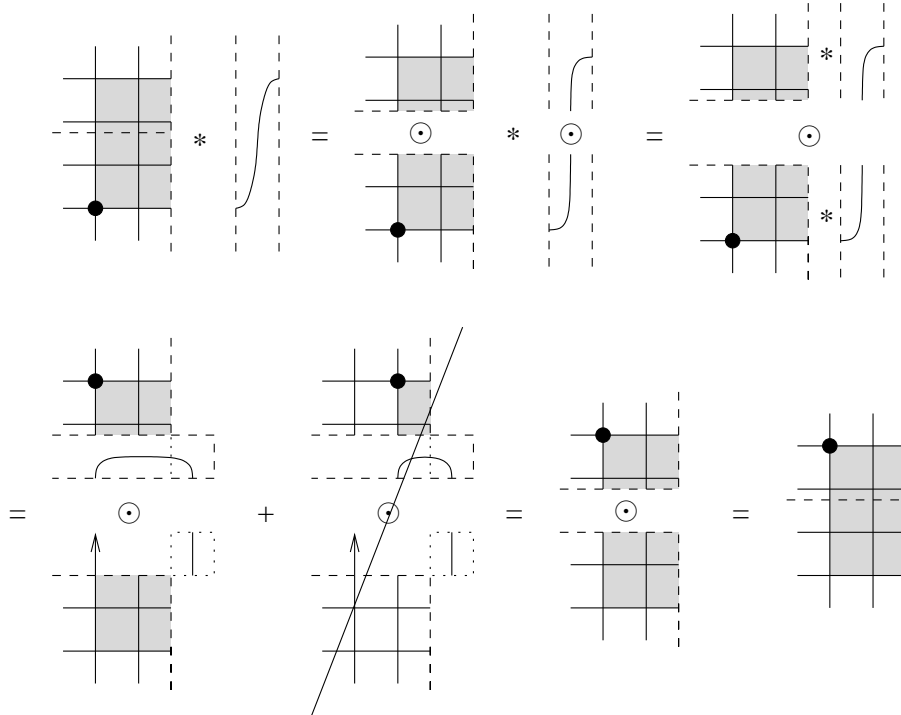 * = ⊙ * ⊙ = * ⊙ *
= ⊙ + ⊙ = ⊙ =